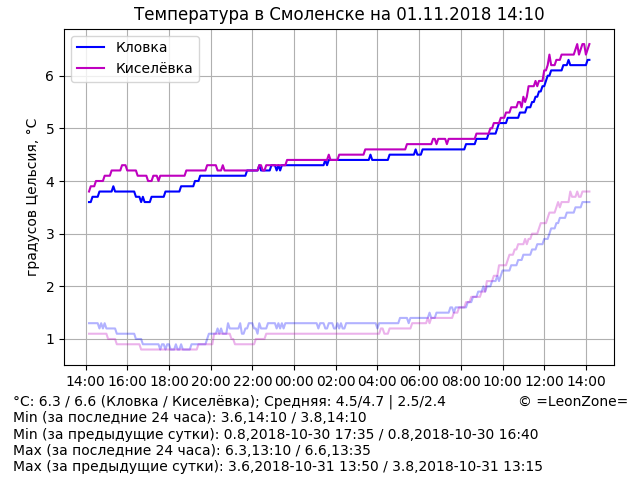 Температура в Смоленске на 01.11.2018 14:10
Кловка
Киселёвка
градусов Цельсия, °C
6
5
4
3
2
1
14:00 16:00 18:00 20:00 22:00 00:00 02:00 04:00 06:00 08:00 10:00 12:00 14:00
°C: 6.3 / 6.6 (Кловка / Киселёвка); Средняя: 4.5/4.7 | 2.5/2.4 © =LeonZone=
Min (за последние 24 часа): 3.6,14:10 / 3.8,14:10
Min (за предыдущие сутки): 0.8,2018-10-30 17:35 / 0.8,2018-10-30 16:40
Max (за последние 24 часа): 6.3,13:10 / 6.6,13:35
Max (за предыдущие сутки): 3.6,2018-10-31 13:50 / 3.8,2018-10-31 13:15